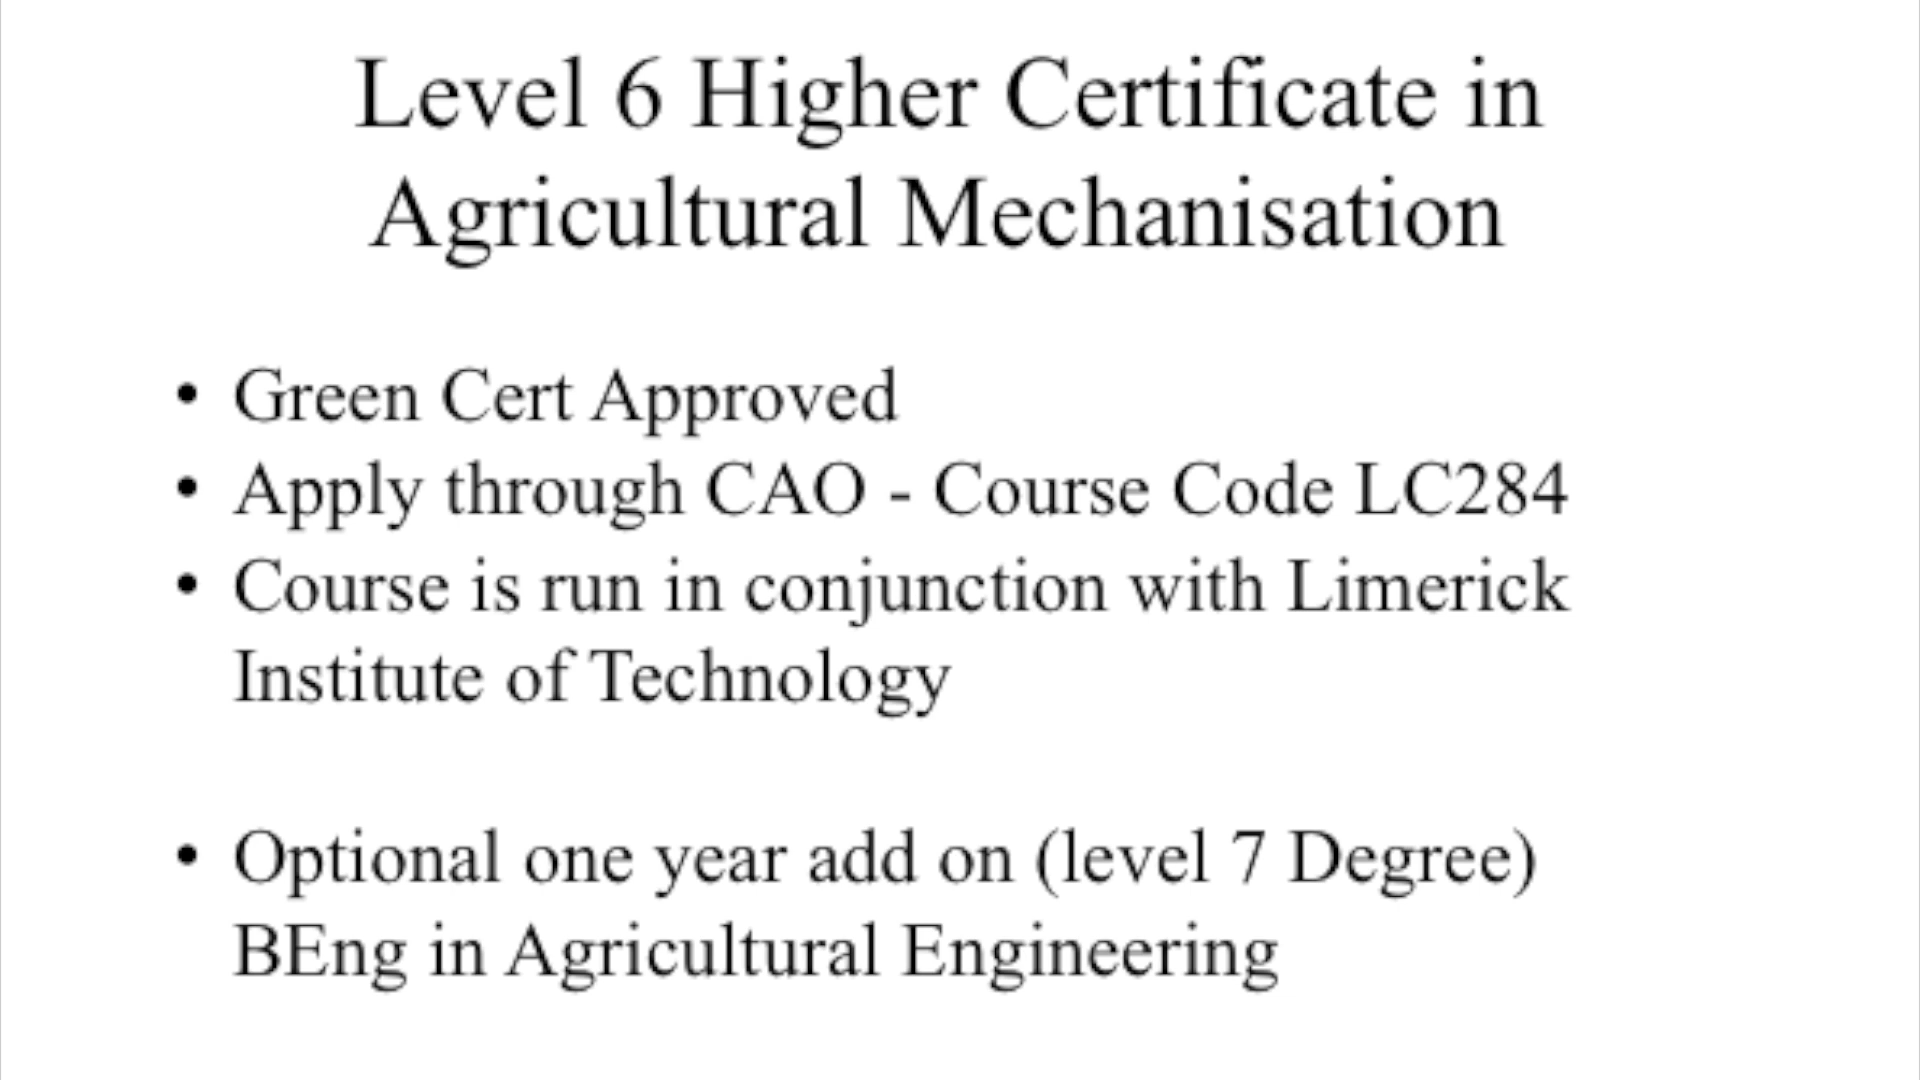 Level 6 Higher Certificate in
Agricultural Mechanisation
• Green Cert Approved
• Apply through CAO - Course Code LC284
• Course is run in conjunction with Limerick
Institute of Technology
• Optional one year add on (level 7 Degree)
BEng in Agricultural Engineering